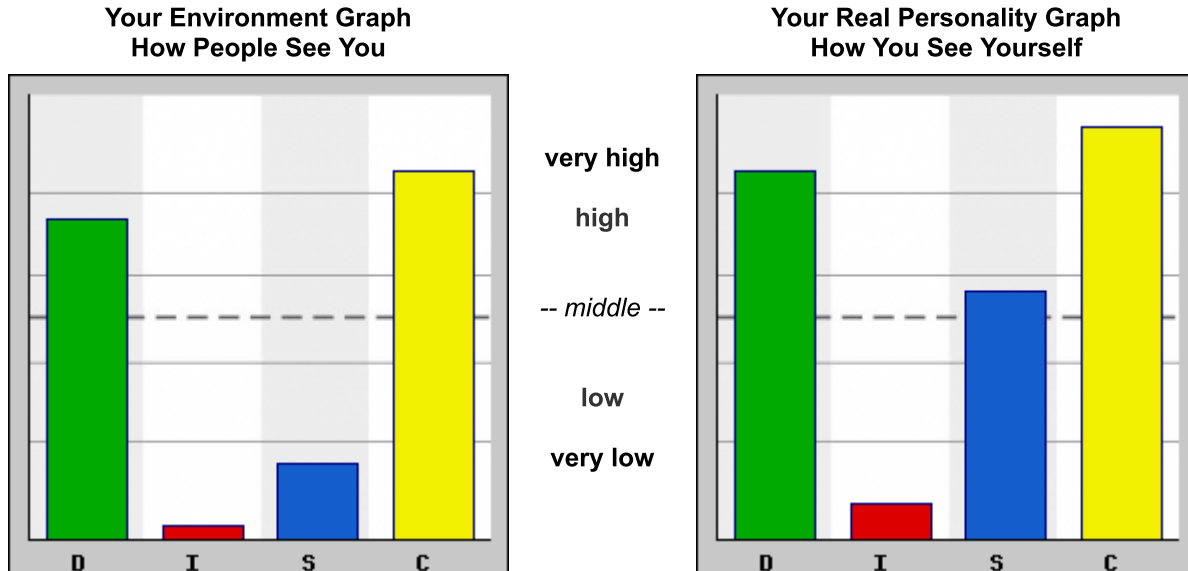 Your Environment Graph
How People See You
Your Real Personality Graph
How You See Yourself
very high
high
-- middle --
low
very low
D I S C
D I S C